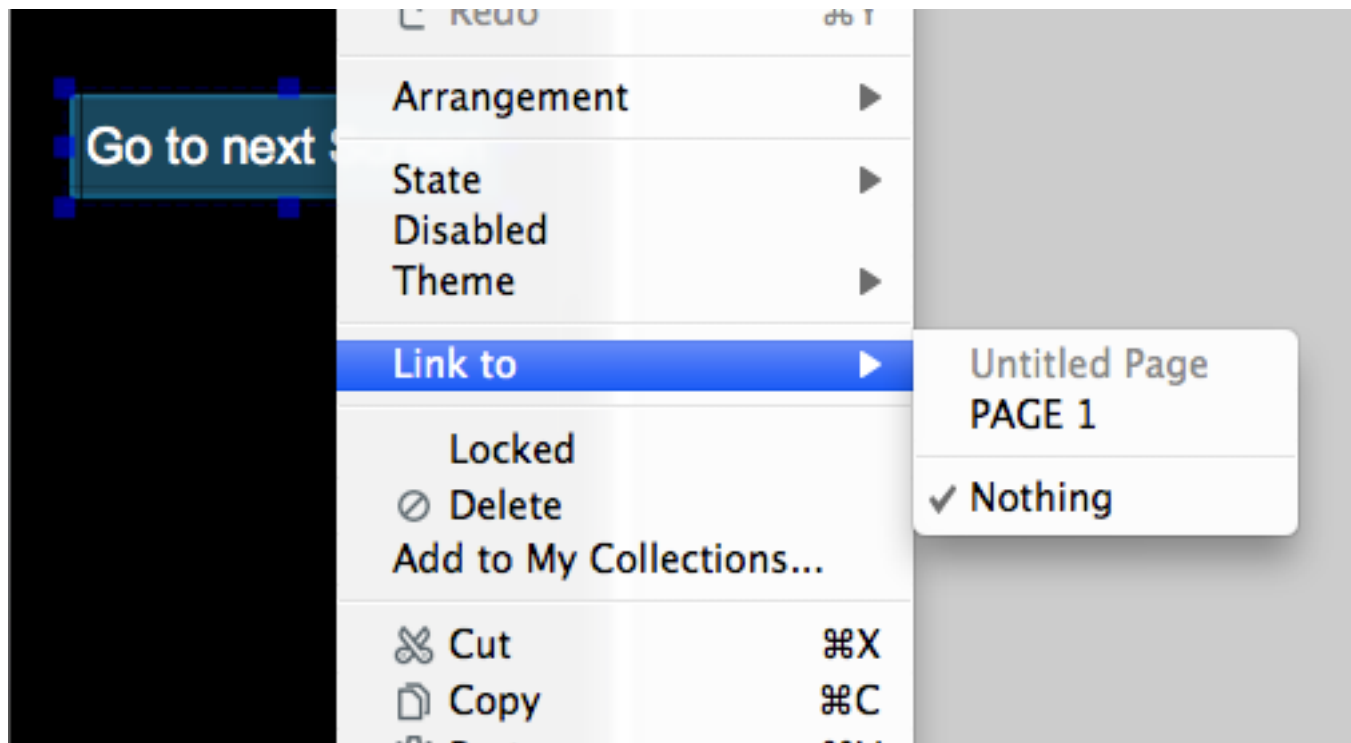 Redo ⌘Y
Arrangement
Go to next
State
Disabled
Theme
Link to
Untitled Page
PAGE 1
Nothing
Locked
Delete
Add to My Collections...
Cut ⌘X
Copy ⌘C